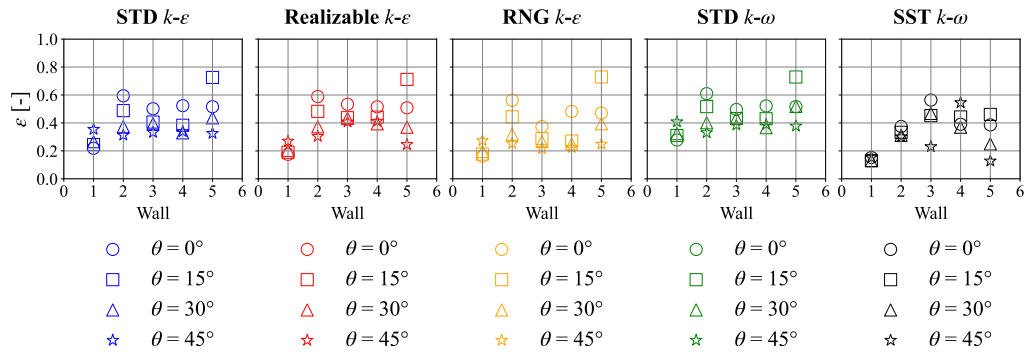 STD k-ε Realizable k-ε RNG k-ε STD k-ω SST k-ω
1.0
0.8
0.6
0.4
0.2
0.0
ε [-]
0 1 2 3 4 5 6 0 1 2 3 4 5 6 0 1 2 3 4 5 6 0 1 2 3 4 5 6 0 1 2 3 4 5 6
Wall Wall Wall Wall Wall
θ = 0° θ = 0° θ = 0° θ = 0° θ = 0°
θ = 15° θ = 15° θ = 15° θ = 15° θ = 15°
θ = 30° θ = 30° θ = 30° θ = 30° θ = 30°
θ = 45° θ = 45° θ = 45° θ = 45° θ = 45°